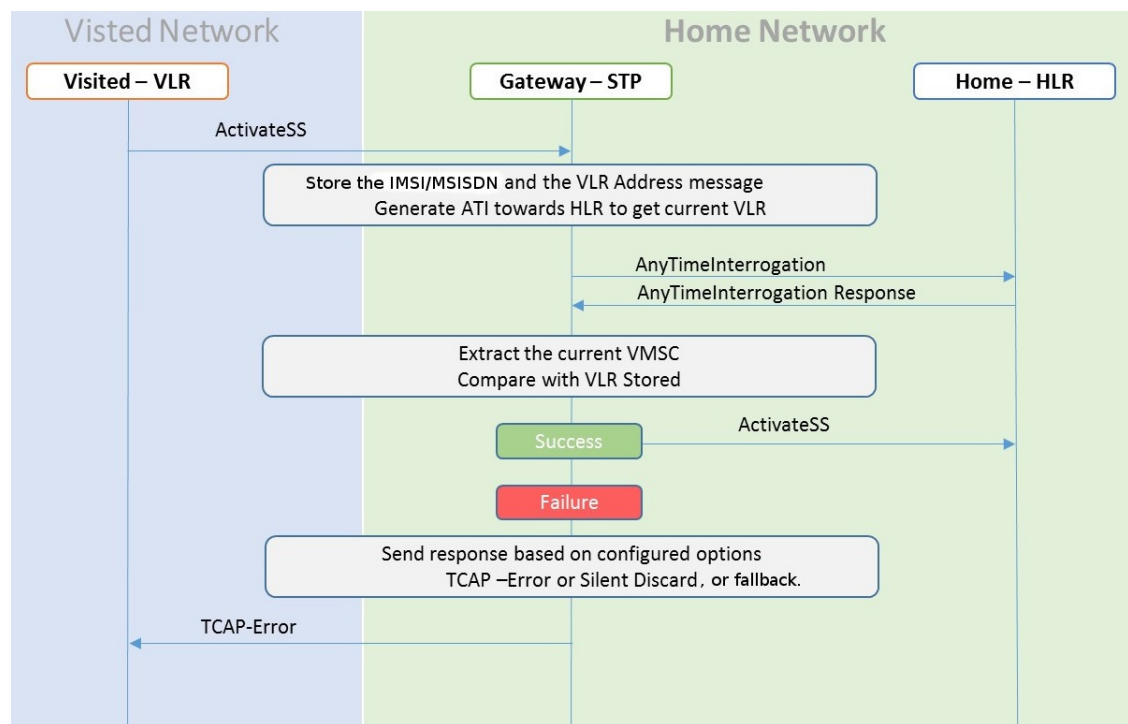 Visted Network
Home Network
Visited – VLR
Gateway – STP
Home – HLR
ActivateSS
Store the IMSI/MSISDN and the VLR Address message
Generate ATI towards HLR to get current VLR
AnyTimeInterrogation
AnyTimeInterrogation Response
Extract the current VMSC
Compare with VLR Stored
Success
ActivateSS
Failure
Send response based on configured options
TCAP –Error or Silent Discard, or fallback.
TCAP-Error